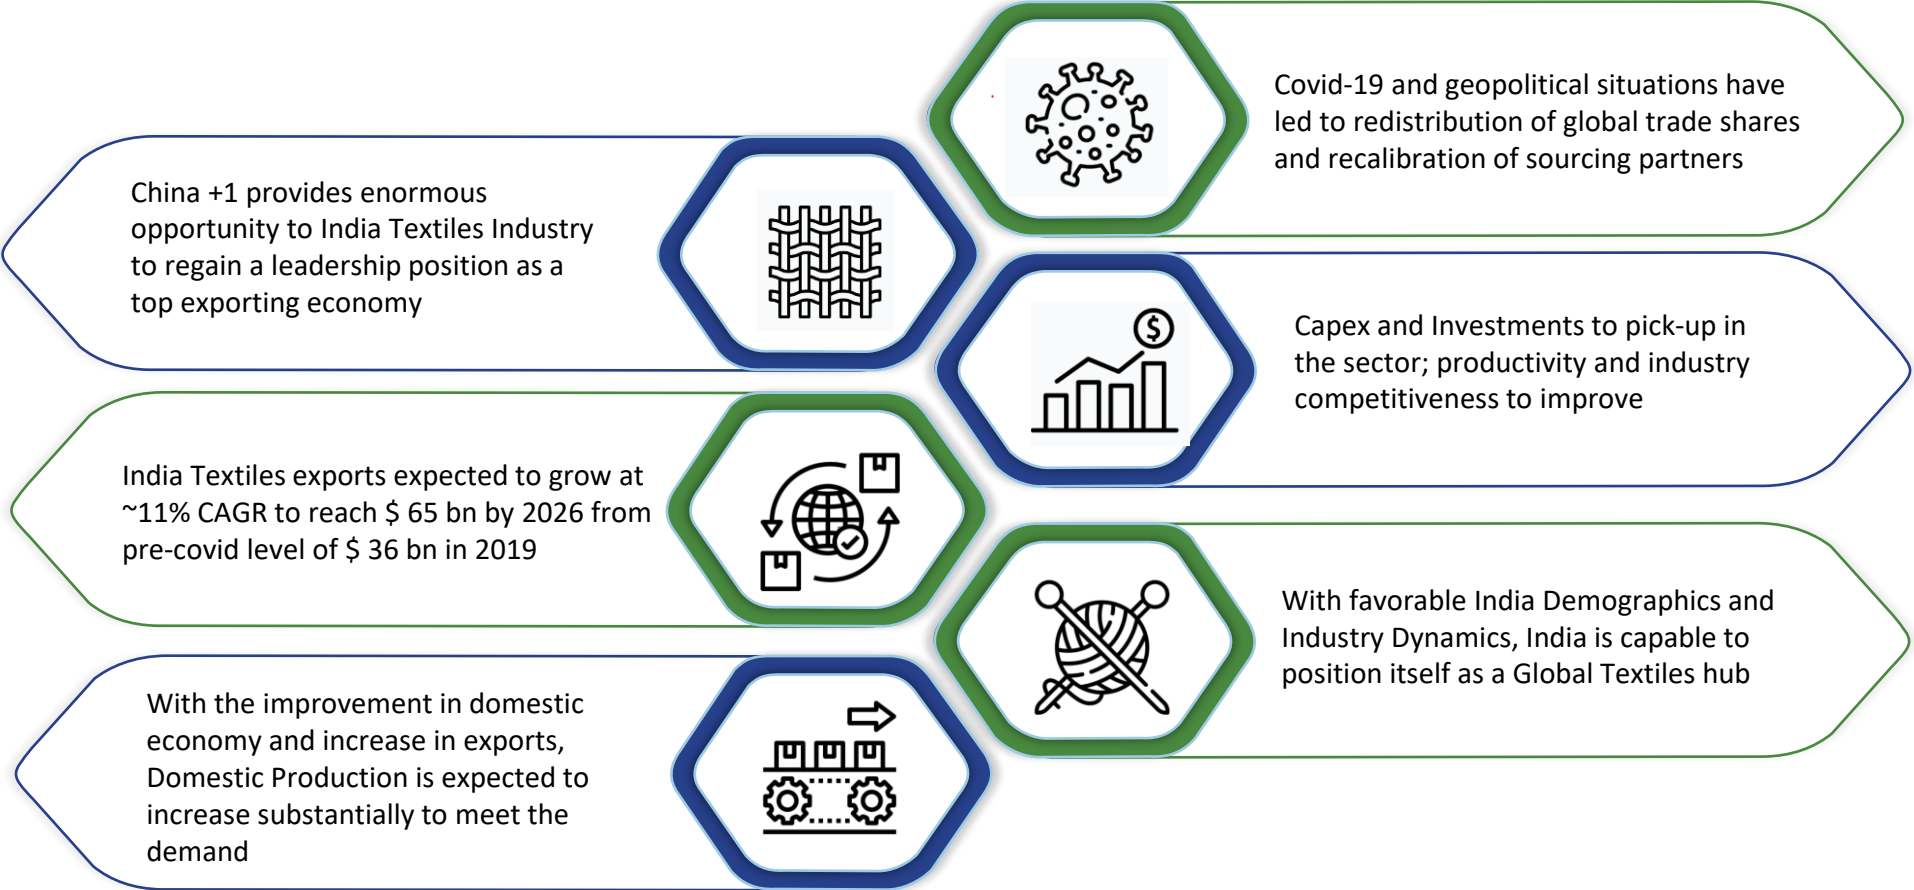 Covid-19 and geopolitical situations have
led to redistribution of global trade shares
and recalibration of sourcing partners
China +1 provides enormous
opportunity to India Textiles Industry
to regain a leadership position as a
top exporting economy
$
Capex and Investments to pick-up in
the sector; productivity and industry
competitiveness to improve
India Textiles exports expected to grow at
~11% CAGR to reach $ 65 bn by 2026 from
pre-covid level of $ 36 bn in 2019
With favorable India Demographics and
Industry Dynamics, India is capable to
position itself as a Global Textiles hub
With the improvement in domestic
economy and increase in exports,
Domestic Production is expected to
increase substantially to meet the
demand